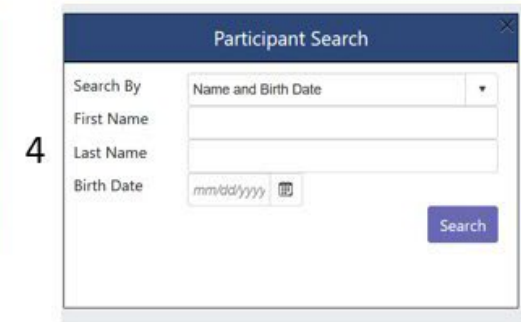 Participant Search
Search By Name and Birth Date
First Name
4 Last Name
Birth Date mm/dd/yyyy
Search